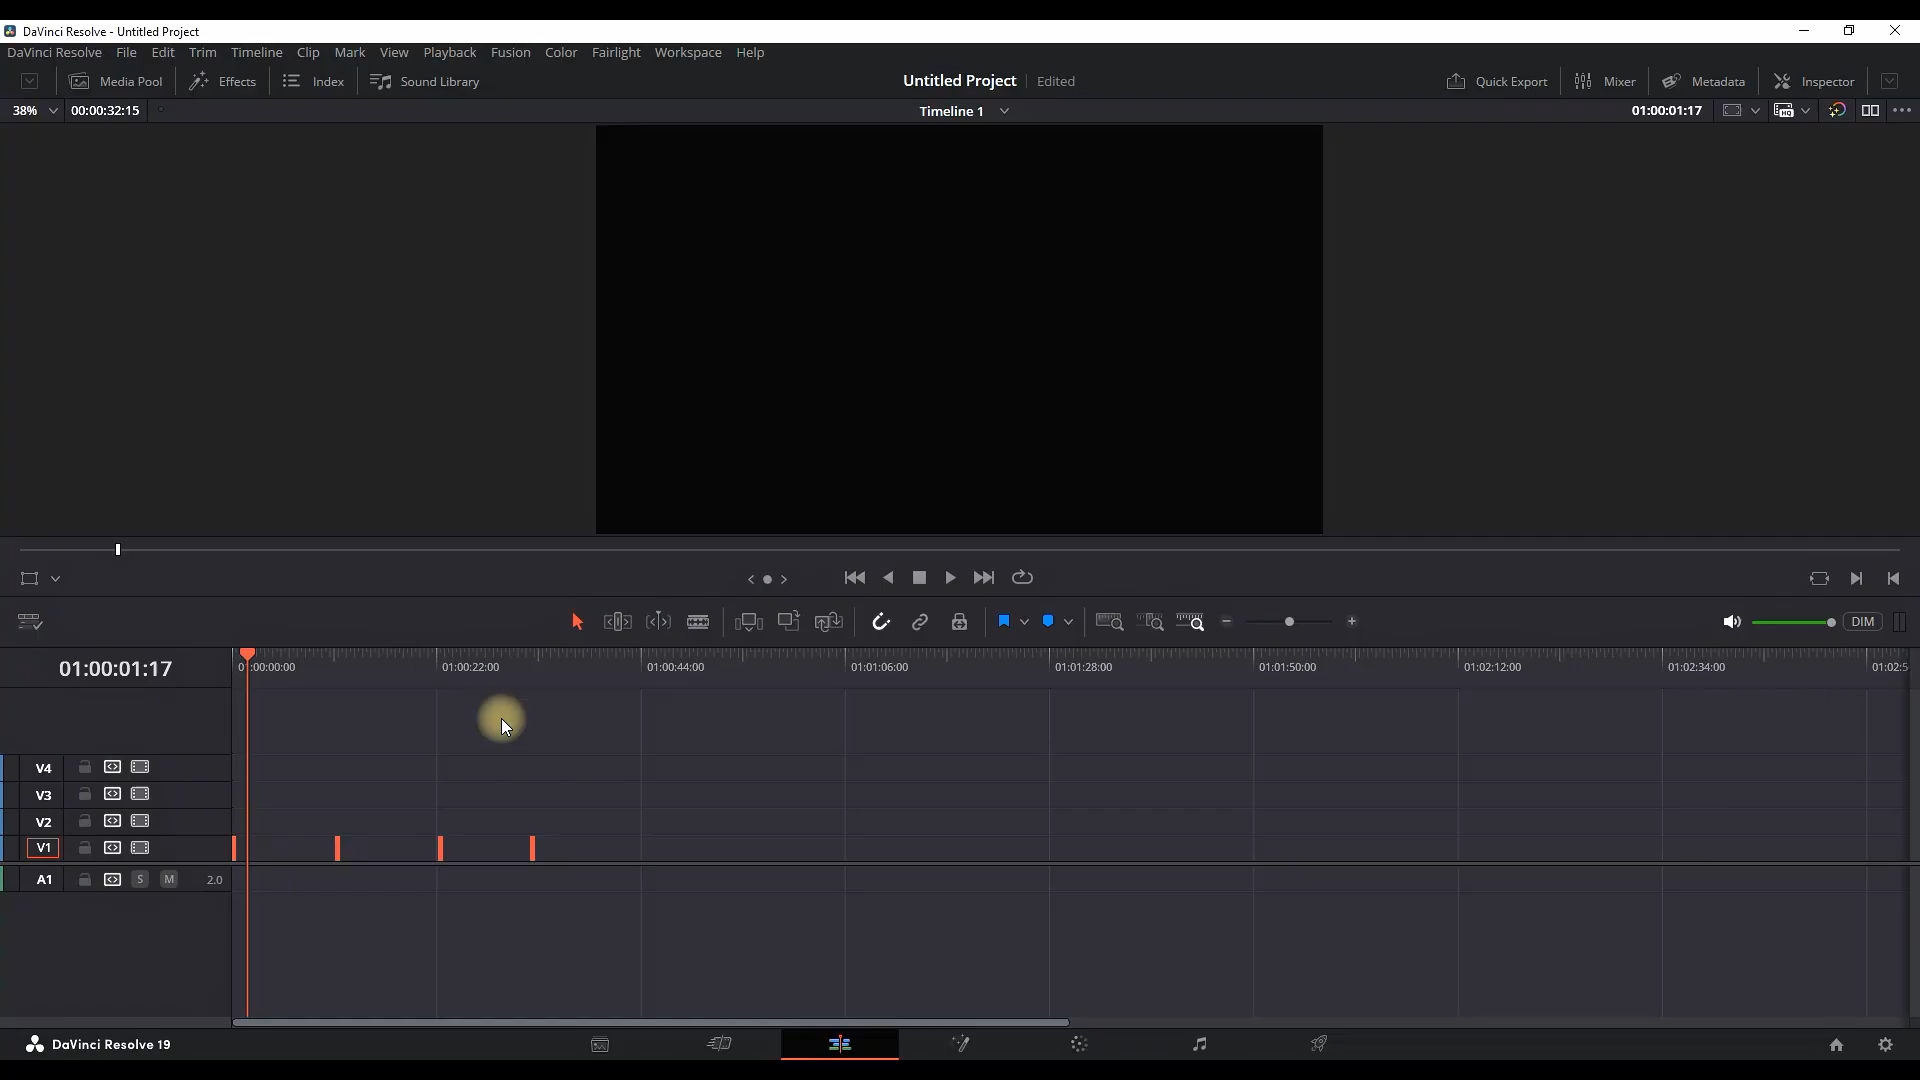 DaVinci Resolve - Untitled Project
DaVinci Resolve File Edit Trim Timeline Clip Mark View Playback Fusion Color Fairlight Workspace Help
Media Pool Effects Index Sound Library Untitled Project Edited Quick Export Mixer Metadata Inspector
38% 00:00:32:15 Timeline 1 01:00:01:17
DIM
01:00:01:17 01:00:00:00 01:00:22:00 01:00:44:00 01:01:06:00 01:01:28:00 01:01:50:00 01:02:12:00 01:02:34:00 01:02:5
V4
V3
V2
V1
A1 S M 2.0
DaVinci Resolve 19